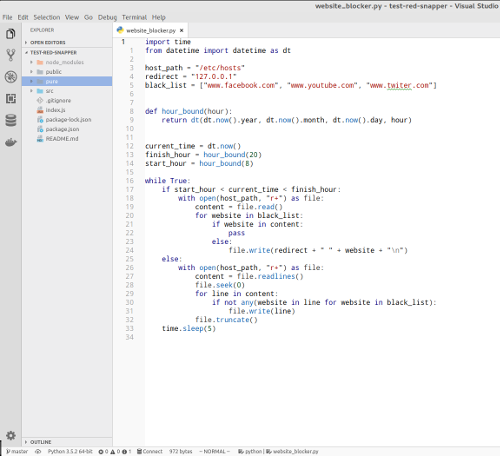 website_blocker.py - test-red-snapper - Visual Studio
File Edit Selection View Go Debug Terminal Help
EXPLORER
OPEN EDITORS
TEST-RED-SNAPPER
node_modules
public
pure
src
.gitignore
index.js
package-lock.json
package.json
README.md
OUTLINE
website_blocker.py ×
1 import time
1 from datetime import datetime as dt
2
3 host_path = "/etc/hosts"
4 redirect = "127.0.0.1"
5 black_list = ["www.facebook.com", "www.youtube.com", "www.twiter.com"]
6
7
8 def hour_bound(hour):
9 return dt(dt.now().year, dt.now().month, dt.now().day, hour)
10
11
12 current_time = dt.now()
13 finish_hour = hour_bound(20)
14 start_hour = hour_bound(8)
15
16 while True:
17 if start_hour < current_time < finish_hour:
18 with open(host_path, "r+") as file:
19 content = file.read()
20 for website in black_list:
21 if website in content:
22 pass
23 else:
24 file.write(redirect + " " + website + "\n")
25 else:
26 with open(host_path, "r+") as file:
27 content = file.readlines()
28 file.seek(0)
29 for line in content:
30 if not any(website in line for website in black_list):
31 file.write(line)
32 file.truncate()
33 time.sleep(5)
34
master Python 3.5.2 64-bit 0 0 1 Connect 972 bytes -- NORMAL -- python | website_blocker.py